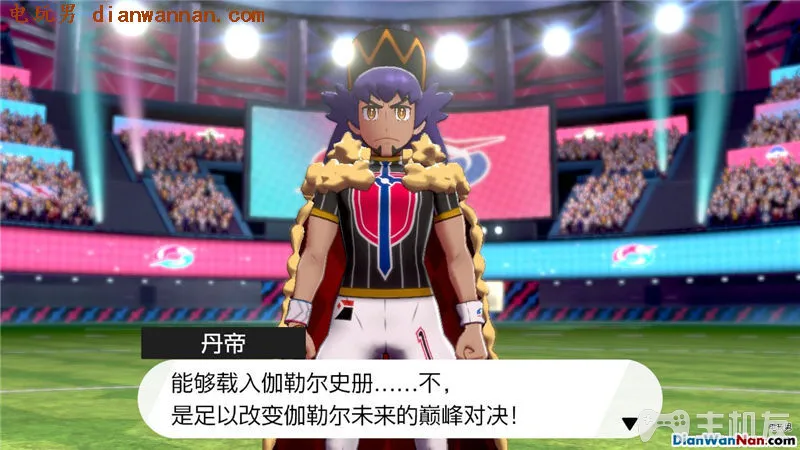 电玩男 dianwannan.com
丹帝
能够载入伽勒尔史册……不，
是足以改变伽勒尔未来的巅峰对决！
主机友
DianWanNan.Com